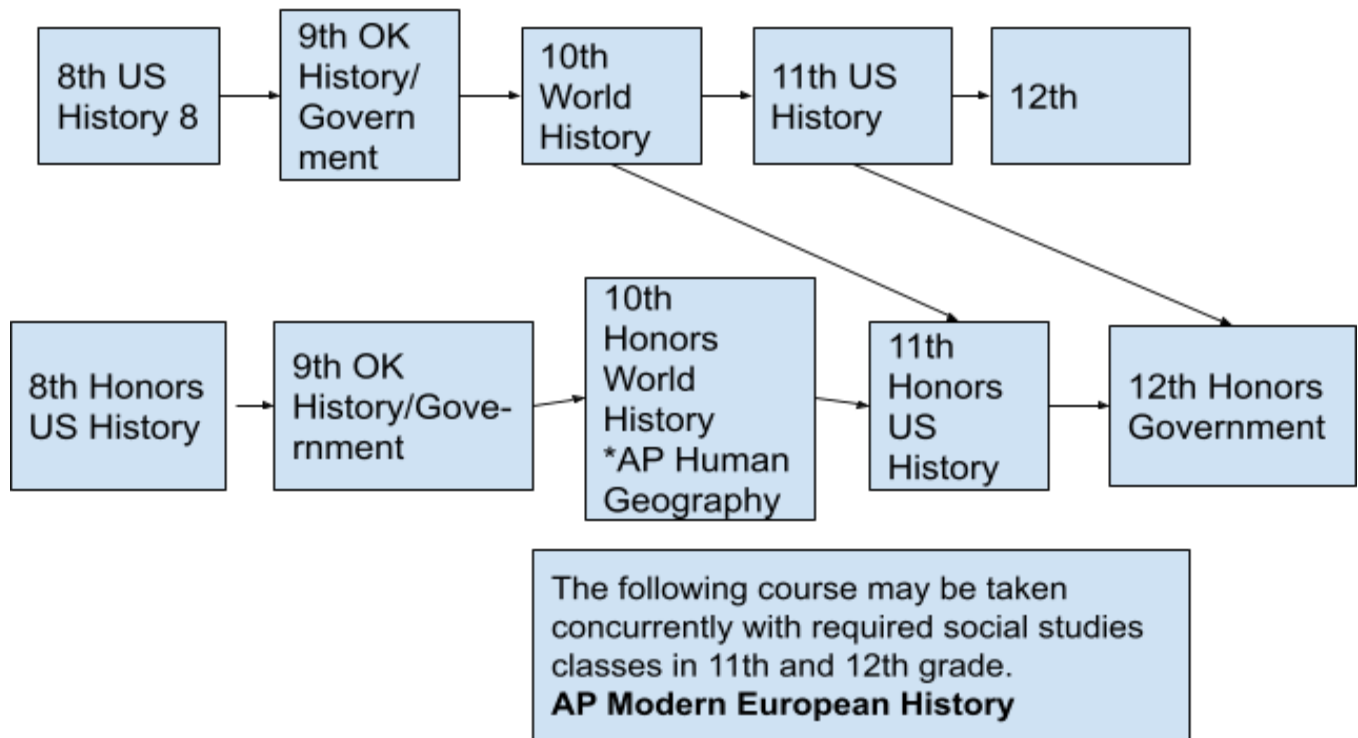 8th US
History 8
9th OK
History/
Govern
ment
10th
World
History
11th US
History
12th
8th Honors
US History
9th OK
History/Gove-
rnment
10th
Honors
World
History
*AP Human
Geography
11th
Honors
US
History
12th Honors
Government
The following course may be taken
concurrently with required social studies
classes in 11th and 12th grade.
AP Modern European History